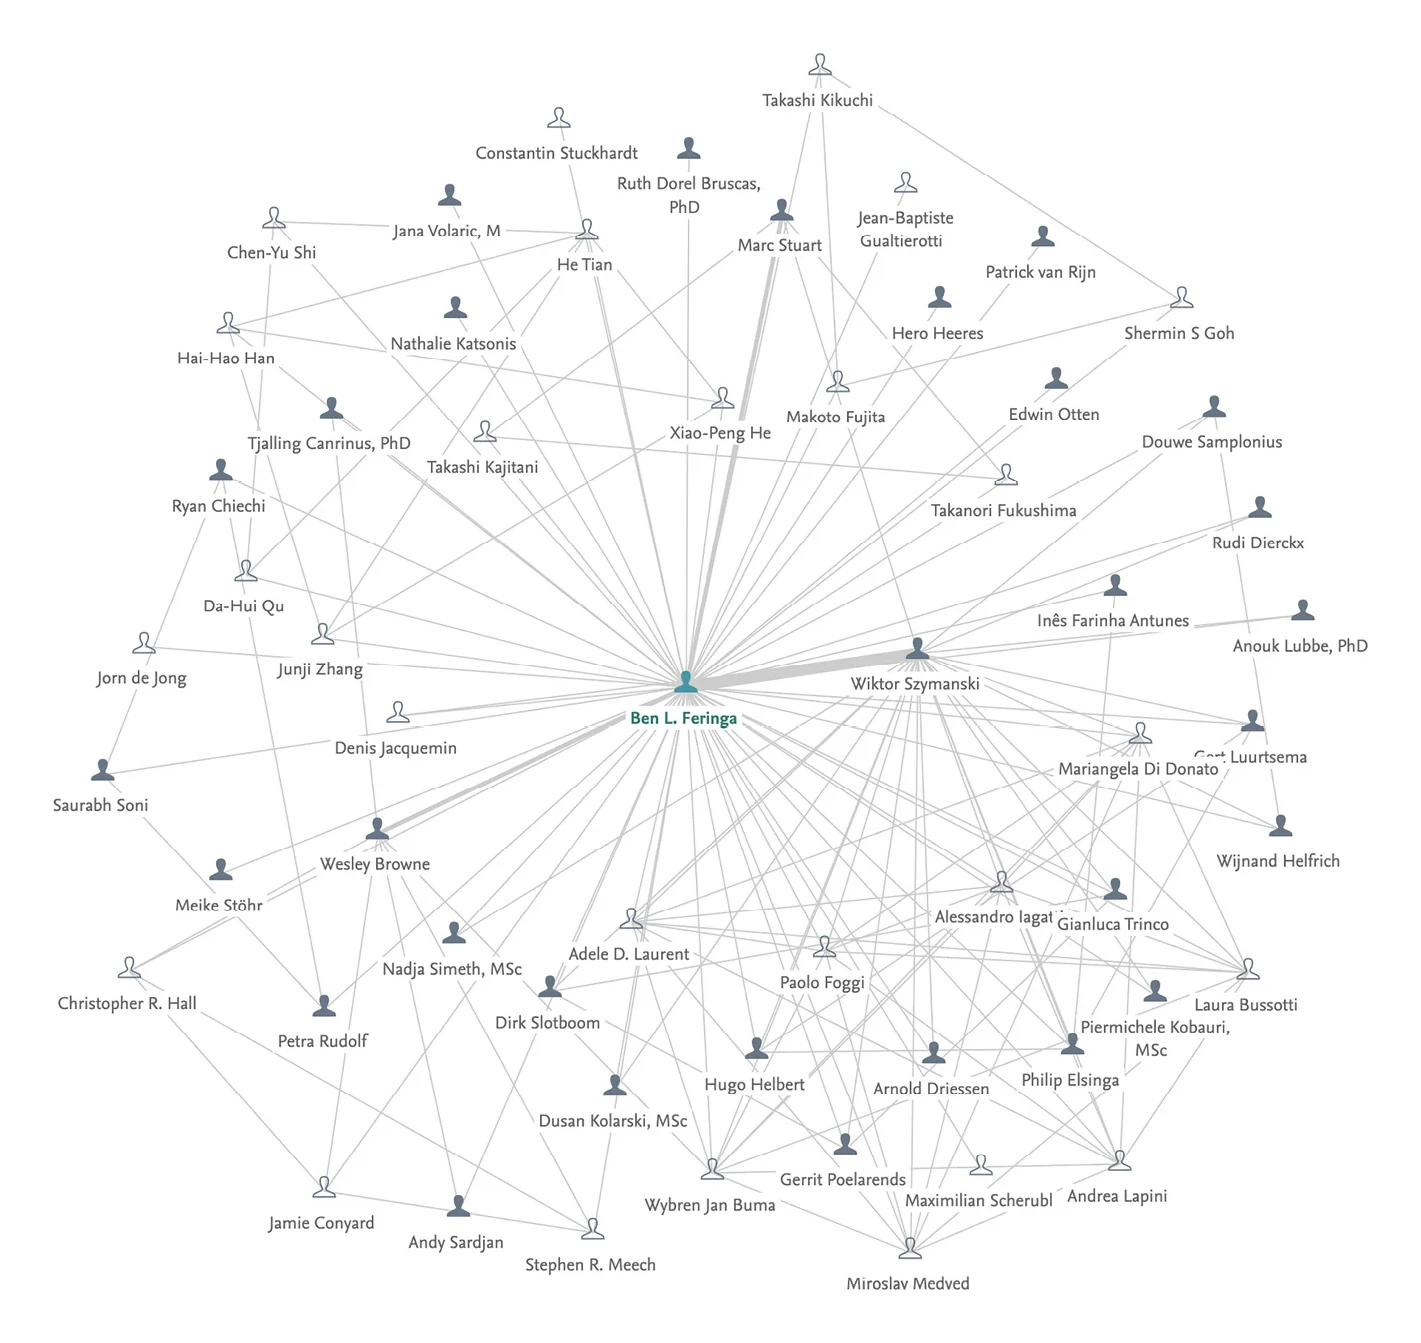 Takashi Kikuchi
Constantin Stuckhardt
Ruth Dorel Bruscas,
PhD
Jean-Baptiste
Gualtierotti
Jana Volaric, M
Chen-Yu Shi
Marc Stuart
He Tian
Patrick van Rijn
Hero Heeres
Shermin S Goh
Nathalie Katsonis
Hai-Hao Han
Makoto Fujita
Edwin Otten
Xiao-Peng He
Tjalling Canrinus, PhD
Douwe Samplonius
Takashi Kajitani
Ryan Chiechi
Takanori Fukushima
Rudi Dierckx
Da-Hui Qu
Inês Farinha Antunes
Anouk Lubbe, PhD
Junji Zhang
Jorn de Jong
Wiktor Szymanski
Ben L. Feringa
Denis Jacquemin
Gert Luurtsema
Mariangela Di Donato
Saurabh Soni
Wesley Browne
Wijnand Helfrich
Meike Stöhr
Alessandro Iagat
Gianluca Trinco
Adele D. Laurent
Nadja Simeth, MSc
Paolo Foggi
Christopher R. Hall
Laura Bussotti
Dirk Slotboom
Piermichele Kobauri,
MSc
Petra Rudolf
Hugo Helbert
Arnold Driessen
Philip Elsinga
Dusan Kolarski, MSc
Gerrit Poelarends
Wybren Jan Buma
Maximilian Scherubl
Andrea Lapini
Jamie Conyard
Andy Sardjan
Stephen R. Meech
Miroslav Medved